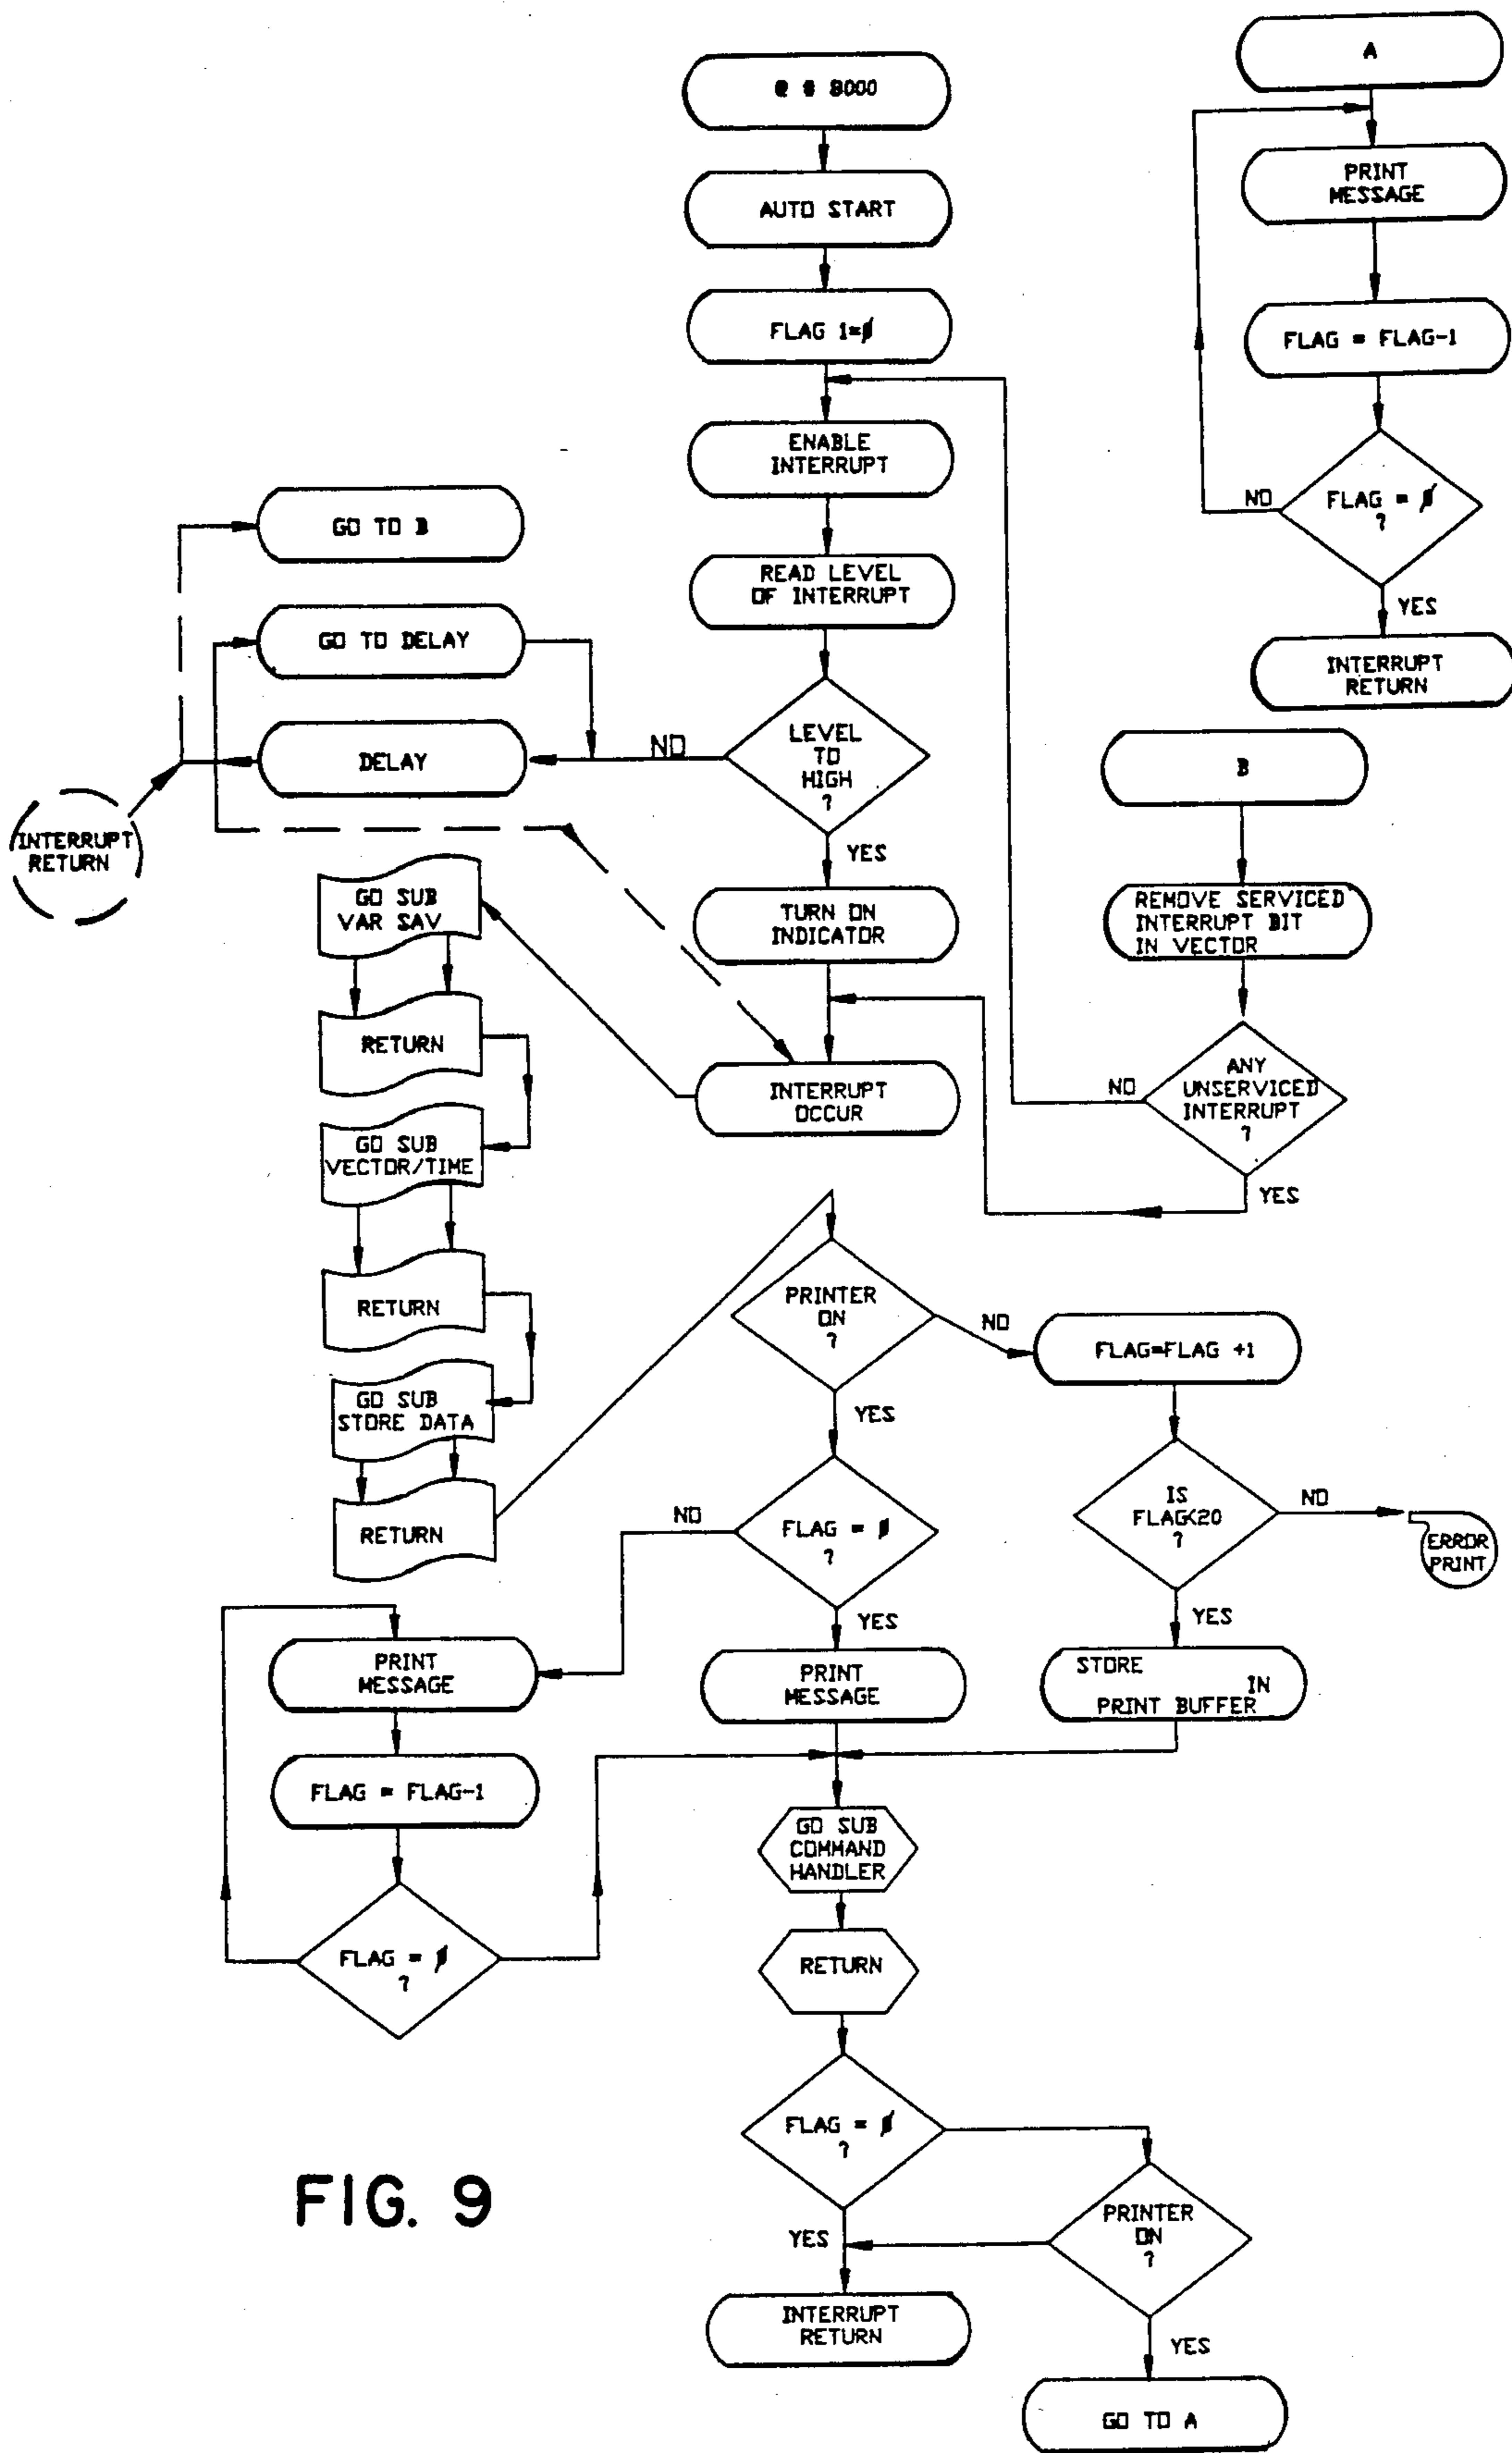 @ $ 8000
AUTO START
FLAG 1=0
ENABLE
INTERRUPT
READ LEVEL
OF INTERRUPT
LEVEL
TO
HIGH
?
NO
YES
TURN ON
INDICATOR
INTERRUPT
OCCUR
GO TO B
GO TO DELAY
DELAY
INTERRUPT
RETURN
GO SUB
VAR SAV
RETURN
GO SUB
VECTOR/TIME
RETURN
GO SUB
STORE DATA
RETURN
A
PRINT
MESSAGE
FLAG = FLAG-1
FLAG = 0
?
NO
YES
INTERRUPT
RETURN
B
REMOVE SERVICED
INTERRUPT BIT
IN VECTOR
ANY
UNSERVICED
INTERRUPT
?
NO
YES
PRINTER
ON
?
NO
YES
FLAG=FLAG +1
IS
FLAG<20
?
NO
ERROR
PRINT
YES
STORE
IN
PRINT BUFFER
FLAG = 0
?
NO
YES
PRINT
MESSAGE
PRINT
MESSAGE
FLAG = FLAG-1
FLAG = 0
?
GO SUB
COMMAND
HANDLER
RETURN
FLAG = 0
?
YES
PRINTER
ON
?
YES
INTERRUPT
RETURN
GO TO A
FIG. 9